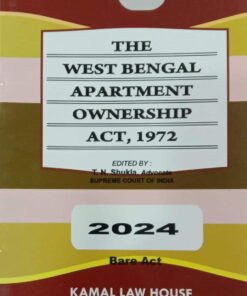 THE
WEST BENGAL
APARTMENT
OWNERSHIP
ACT, 1972
EDITED BY :
T. N. Shukla, Advocate
SUPREME COURT OF INDIA
2024
Bare Act
KAMAL LAW HOUSE